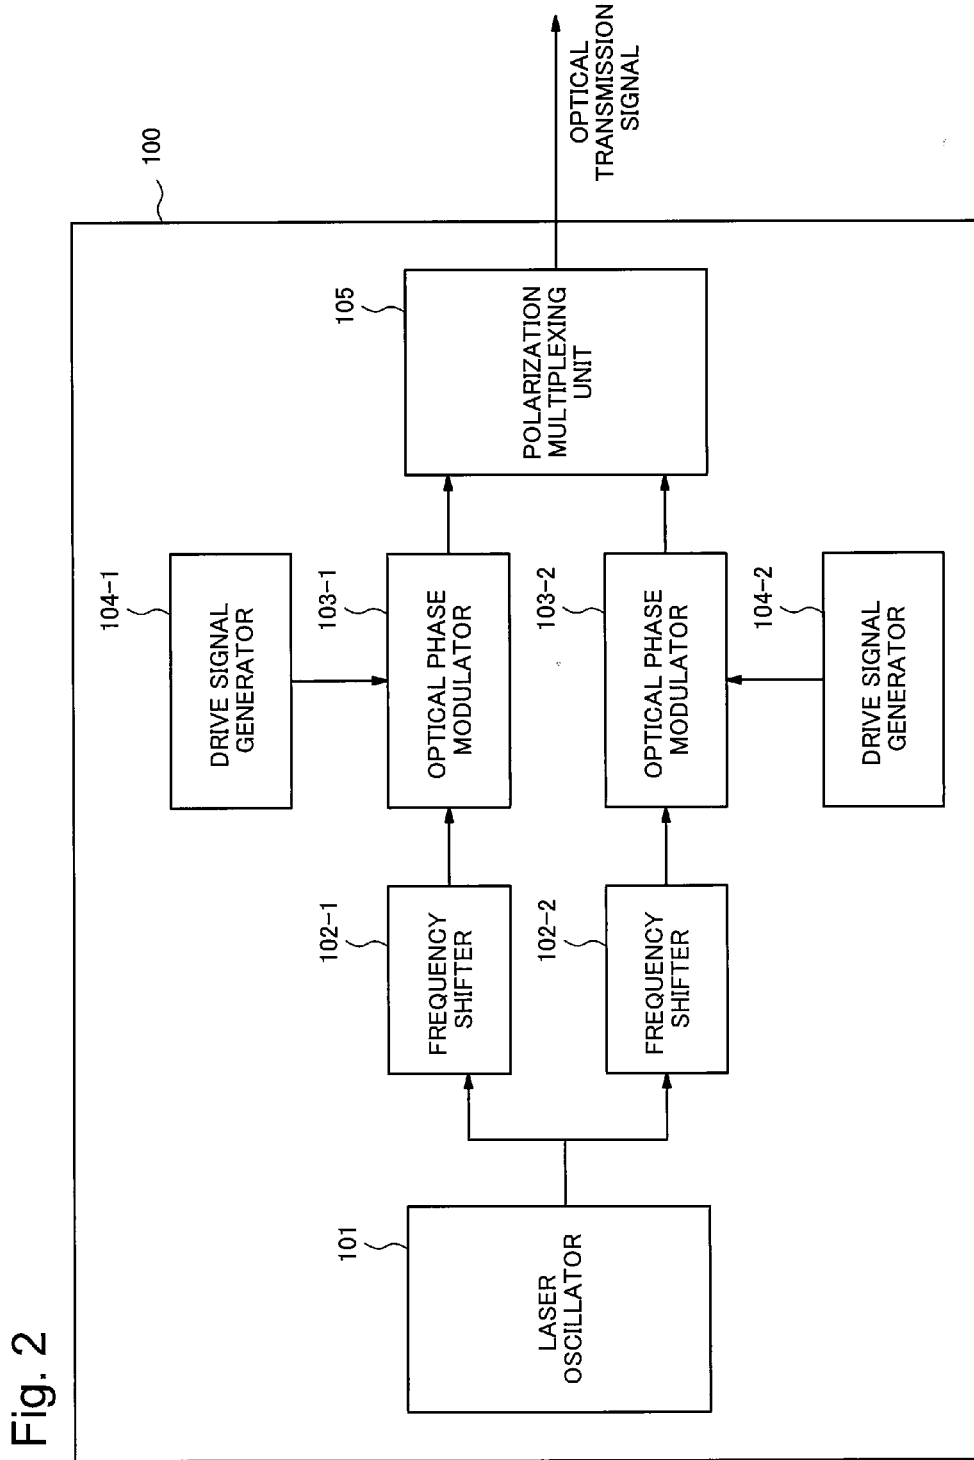 Fig. 2
100
104-1
DRIVE SIGNAL
GENERATOR
101
LASER
OSCILLATOR
102-1
FREQUENCY
SHIFTER
103-1
OPTICAL PHASE
MODULATOR
105
POLARIZATION
MULTIPLEXING
UNIT
OPTICAL
TRANSMISSION
SIGNAL
102-2
FREQUENCY
SHIFTER
103-2
OPTICAL PHASE
MODULATOR
104-2
DRIVE SIGNAL
GENERATOR